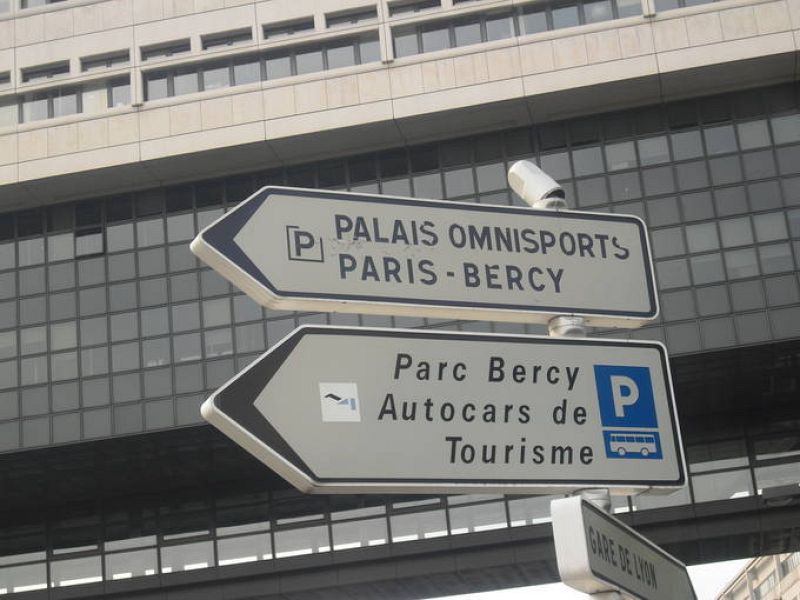 P PALAIS OMNISPORTS
PARIS - BERCY
Parc Bercy
Autocars de
Tourisme
P
GARE DE LYON